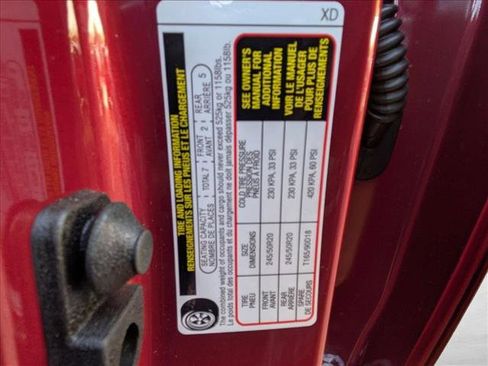 XD
TIRE AND LOADING INFORMATION
RENSEIGNEMENTS SUR LES PNEUS ET LE CHARGEMENT
SEATING CAPACITY
NOMBRE DE PLACES
TOTAL 7
FRONT
AVANT 2
REAR
ARRIÈRE 5
The combined weight of occupants and cargo should never exceed 525kg or 1158lbs.
Le poids total des occupants et du chargement ne doit jamais dépasser 525kg ou 1158lb.
TIRE
PNEU
SIZE
DIMENSIONS
COLD TIRE PRESSURE
PRESSION DES
PNEUS À FROID
FRONT
AVANT
245/50R20
230 KPA, 33 PSI
REAR
ARRIÈRE
245/50R20
230 KPA, 33 PSI
SPARE
DE SECOURS
T165/90D18
420 KPA, 60 PSI
SEE OWNER'S
MANUAL FOR
ADDITIONAL
INFORMATION
VOIR LE MANUEL
DE L'USAGER
POUR PLUS DE
RENSEIGNEMENTS